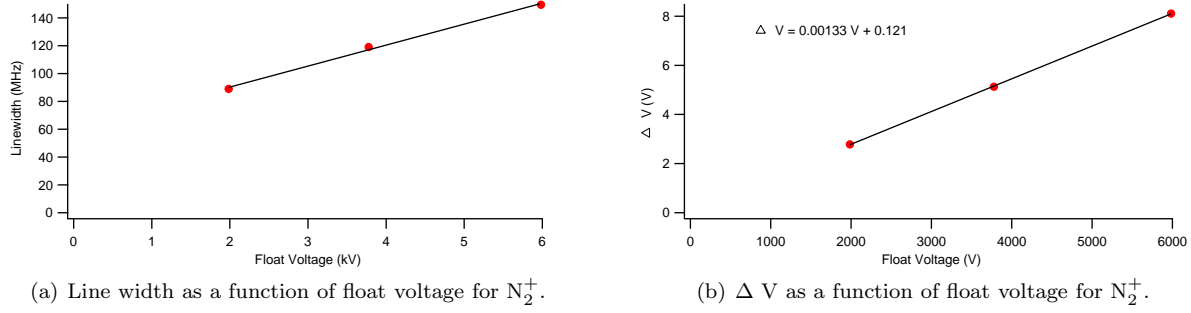 140
120
100
80
60
40
20
0
Linewidth (MHz)
0 1 2 3 4 5 6
Float Voltage (kV)
(a) Line width as a function of float voltage for N₂⁺.
8
6
4
2
0
Δ V (V)
Δ V = 0.00133 V + 0.121
0 1000 2000 3000 4000 5000 6000
Float Voltage (V)
(b) Δ V as a function of float voltage for N₂⁺.